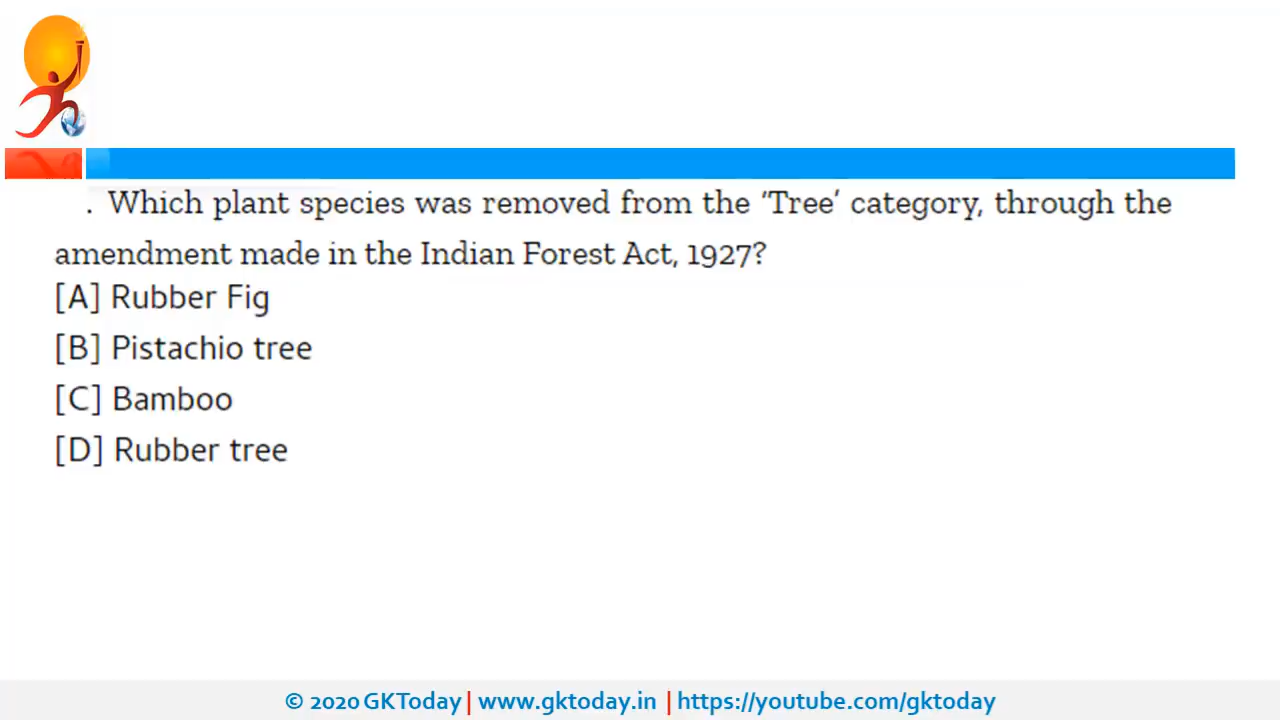 . Which plant species was removed from the ‘Tree’ category, through the
amendment made in the Indian Forest Act, 1927?
[A] Rubber Fig
[B] Pistachio tree
[C] Bamboo
[D] Rubber tree
© 2020 GKToday | www.gktoday.in | https://youtube.com/gktoday